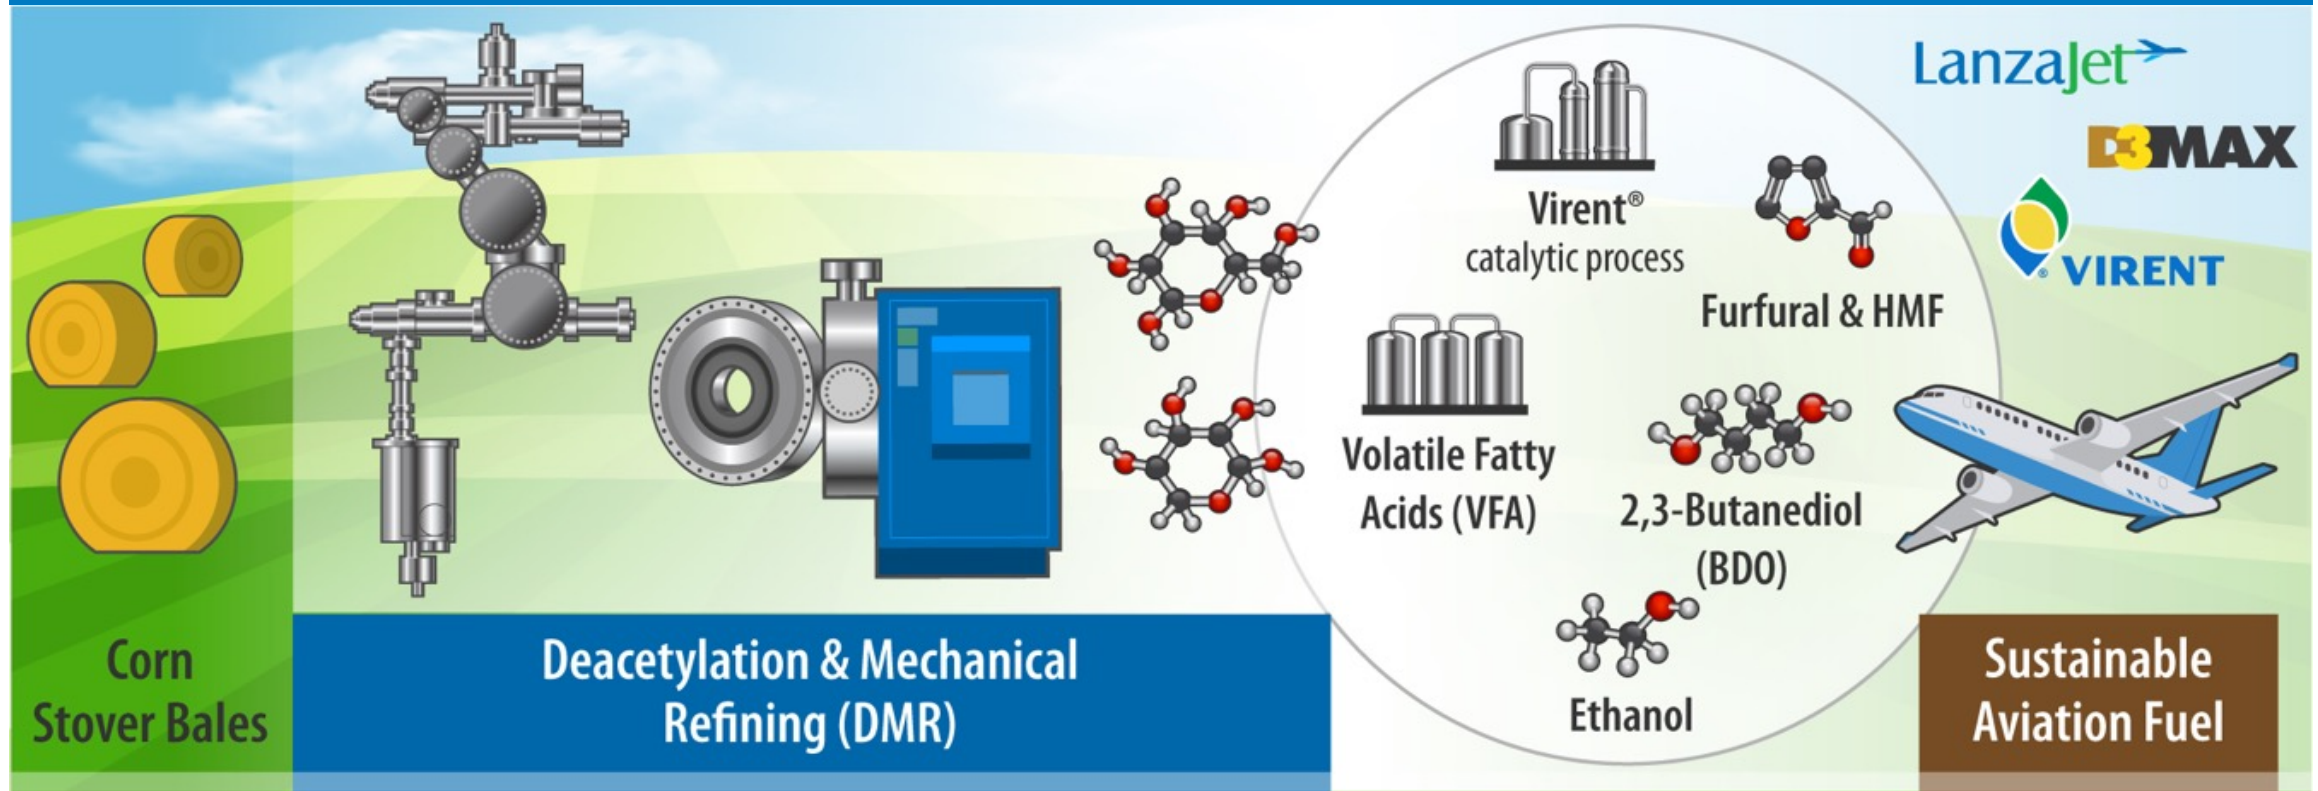 Corn
Stover Bales
Deacetylation & Mechanical
Refining (DMR)
Virent®
catalytic process
Furfural & HMF
Volatile Fatty
Acids (VFA)
2,3-Butanediol
(BDO)
Ethanol
LanzaJet
D3MAX
® VIRENT
Sustainable
Aviation Fuel